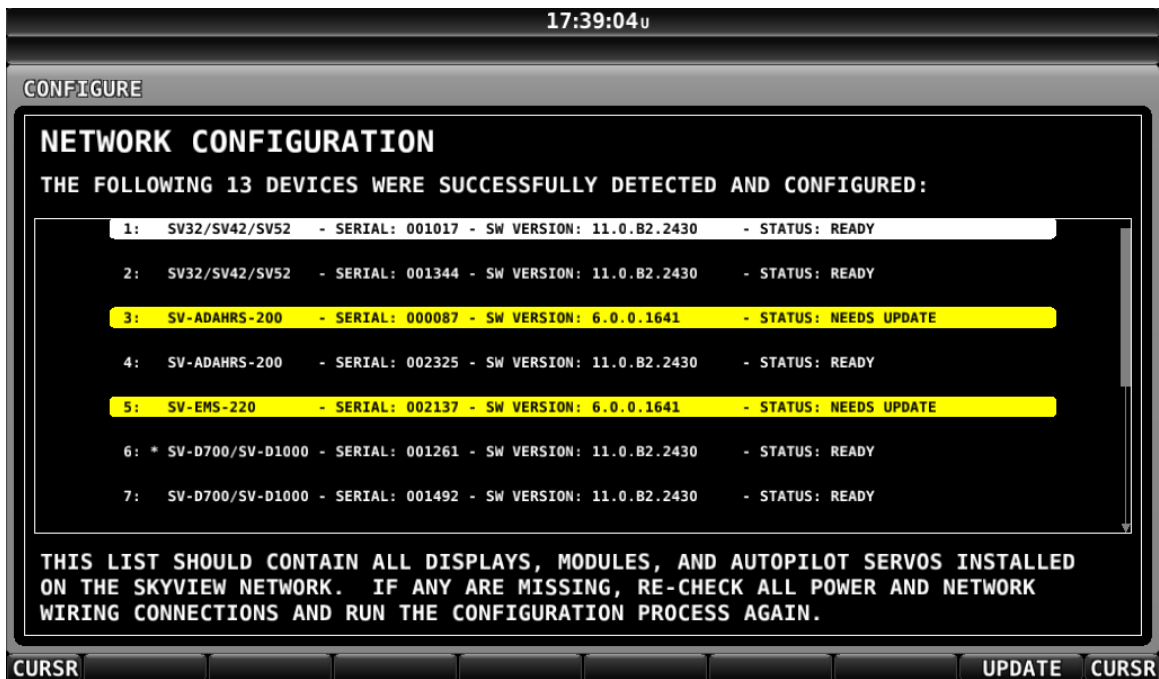 17:39:04U
CONFIGURE
NETWORK CONFIGURATION
THE FOLLOWING 13 DEVICES WERE SUCCESSFULLY DETECTED AND CONFIGURED:
1: SV32/SV42/SV52 - SERIAL: 001017 - SW VERSION: 11.0.B2.2430 - STATUS: READY
2: SV32/SV42/SV52 - SERIAL: 001344 - SW VERSION: 11.0.B2.2430 - STATUS: READY
3: SV-ADAHRS-200 - SERIAL: 000087 - SW VERSION: 6.0.0.1641 - STATUS: NEEDS UPDATE
4: SV-ADAHRS-200 - SERIAL: 002325 - SW VERSION: 11.0.B2.2430 - STATUS: READY
5: SV-EMS-220 - SERIAL: 002137 - SW VERSION: 6.0.0.1641 - STATUS: NEEDS UPDATE
6: * SV-D700/SV-D1000 - SERIAL: 001261 - SW VERSION: 11.0.B2.2430 - STATUS: READY
7: SV-D700/SV-D1000 - SERIAL: 001492 - SW VERSION: 11.0.B2.2430 - STATUS: READY
THIS LIST SHOULD CONTAIN ALL DISPLAYS, MODULES, AND AUTOPILOT SERVOS INSTALLED
ON THE SKYVIEW NETWORK. IF ANY ARE MISSING, RE-CHECK ALL POWER AND NETWORK
WIRING CONNECTIONS AND RUN THE CONFIGURATION PROCESS AGAIN.
CURSR UPDATE CURSR